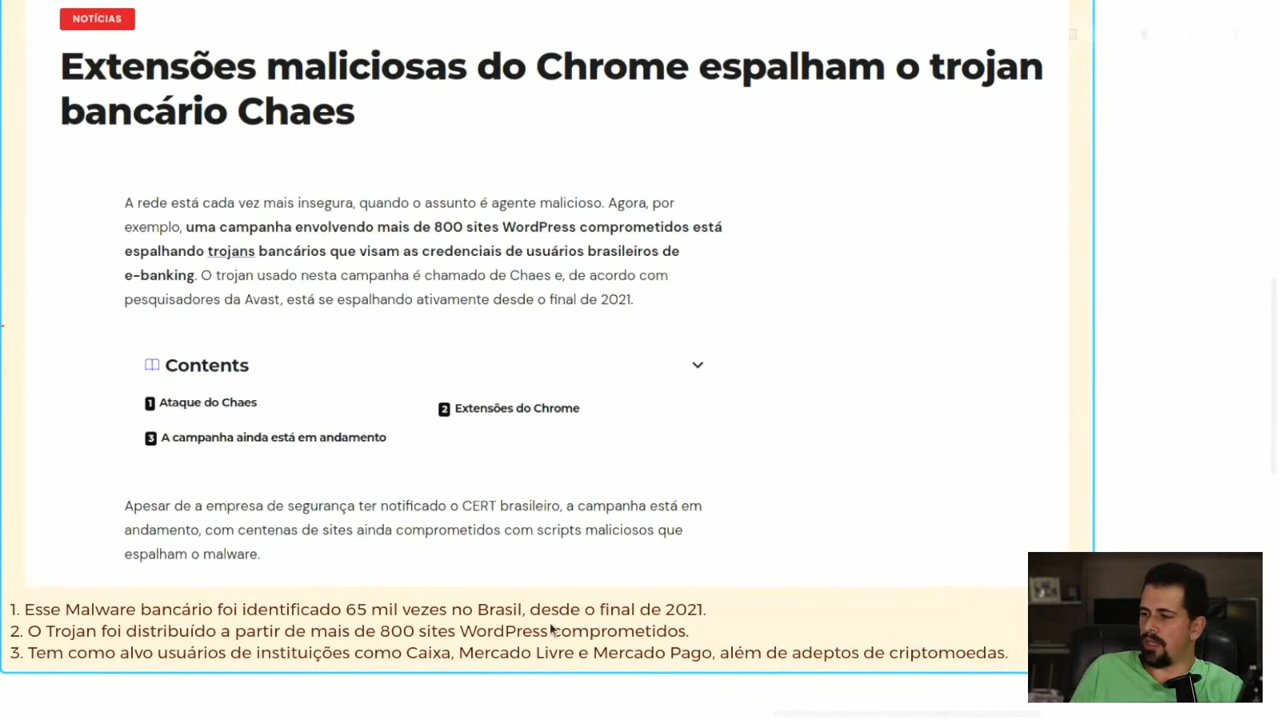 NOTÍCIAS
Extensões maliciosas do Chrome espalham o trojan
bancário Chaes
A rede está cada vez mais insegura, quando o assunto é agente malicioso. Agora, por
exemplo, uma campanha envolvendo mais de 800 sites WordPress comprometidos está
espalhando trojans bancários que visam as credenciais de usuários brasileiros de
e-banking. O trojan usado nesta campanha é chamado de Chaes e, de acordo com
pesquisadores da Avast, está se espalhando ativamente desde o final de 2021.
Contents
1 Ataque do Chaes
2 Extensões do Chrome
3 A campanha ainda está em andamento
Apesar de a empresa de segurança ter notificado o CERT brasileiro, a campanha está em
andamento, com centenas de sites ainda comprometidos com scripts maliciosos que
espalham o malware.
1. Esse Malware bancário foi identificado 65 mil vezes no Brasil, desde o final de 2021.
2. O Trojan foi distribuído a partir de mais de 800 sites WordPress comprometidos.
3. Tem como alvo usuários de instituições como Caixa, Mercado Livre e Mercado Pago, além de adeptos de criptomoedas.